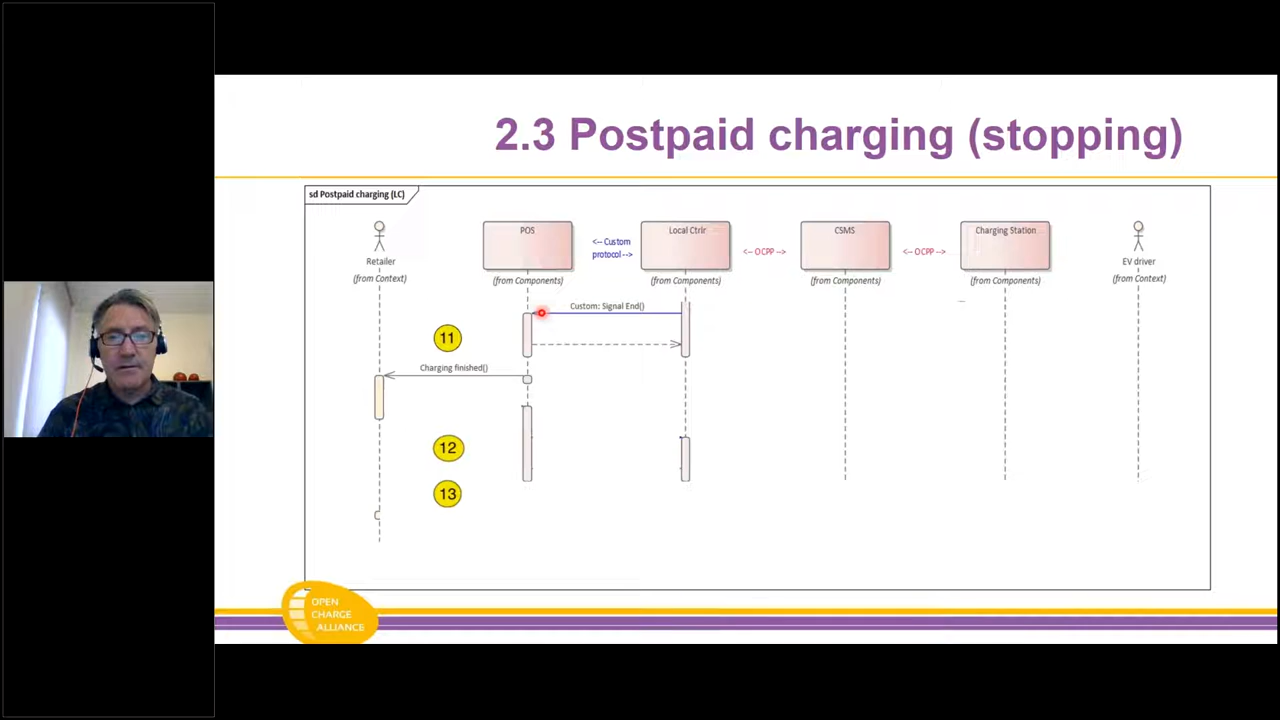 2.3 Postpaid charging (stopping)
sd Postpaid charging (LC)
Retailer
(from Context)
POS
(from Components)
<-- Custom
protocol -->
Local Ctrlr
(from Components)
<-- OCPP -->
CSMS
(from Components)
<-- OCPP -->
Charging Station
(from Components)
EV driver
(from Context)
Custom: Signal End()
11
Charging finished()
12
13
OPEN
CHARGE
ALLIANCE